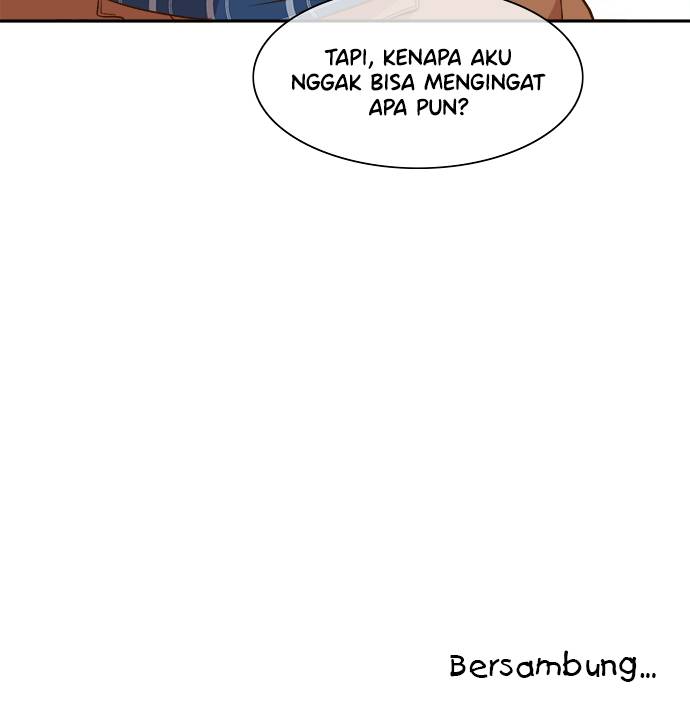 TAPI, KENAPA AKU
NGGAK BISA MENGINGAT
APA PUN?
Bersambung...